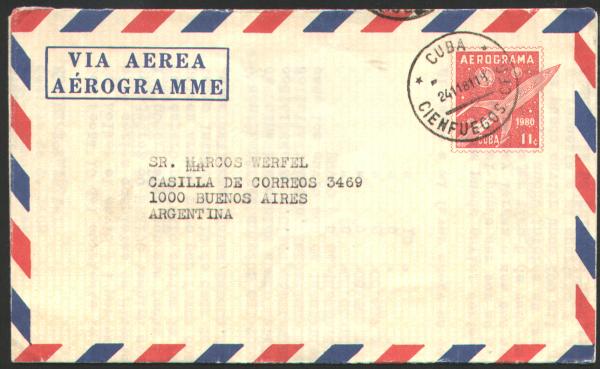 VIA AEREA
AÉROGRAMME
CUBA
CIENFUEGOS
AEROGRAMA
1980
CUBA 11c
SR. MARCOS WERFEL
CASILLA DE CORREOS 3469
1000 BUENOS AIRES
ARGENTINA